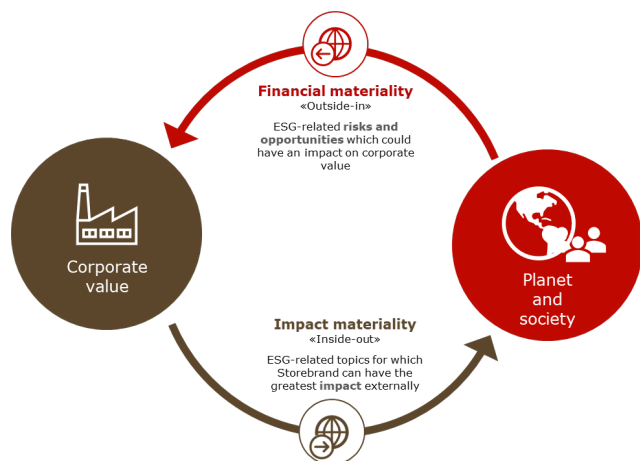 Financial materiality
«Outside-in»
ESG-related risks and
opportunities which could
have an impact on corporate
value
Corporate
value
Planet
and
society
Impact materiality
«Inside-out»
ESG-related topics for which
Storebrand can have the
greatest impact externally